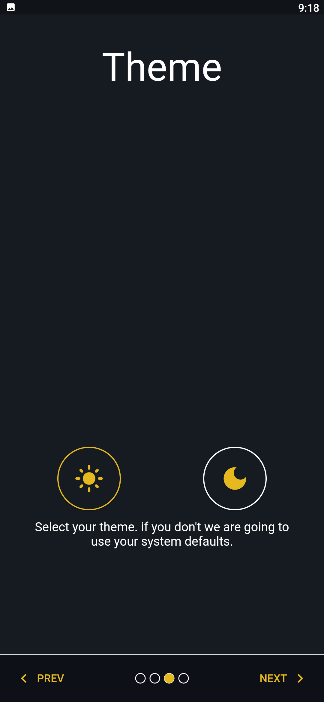 9:18
Theme
Select your theme. If you don't we are going to
use your system defaults.
PREV
NEXT